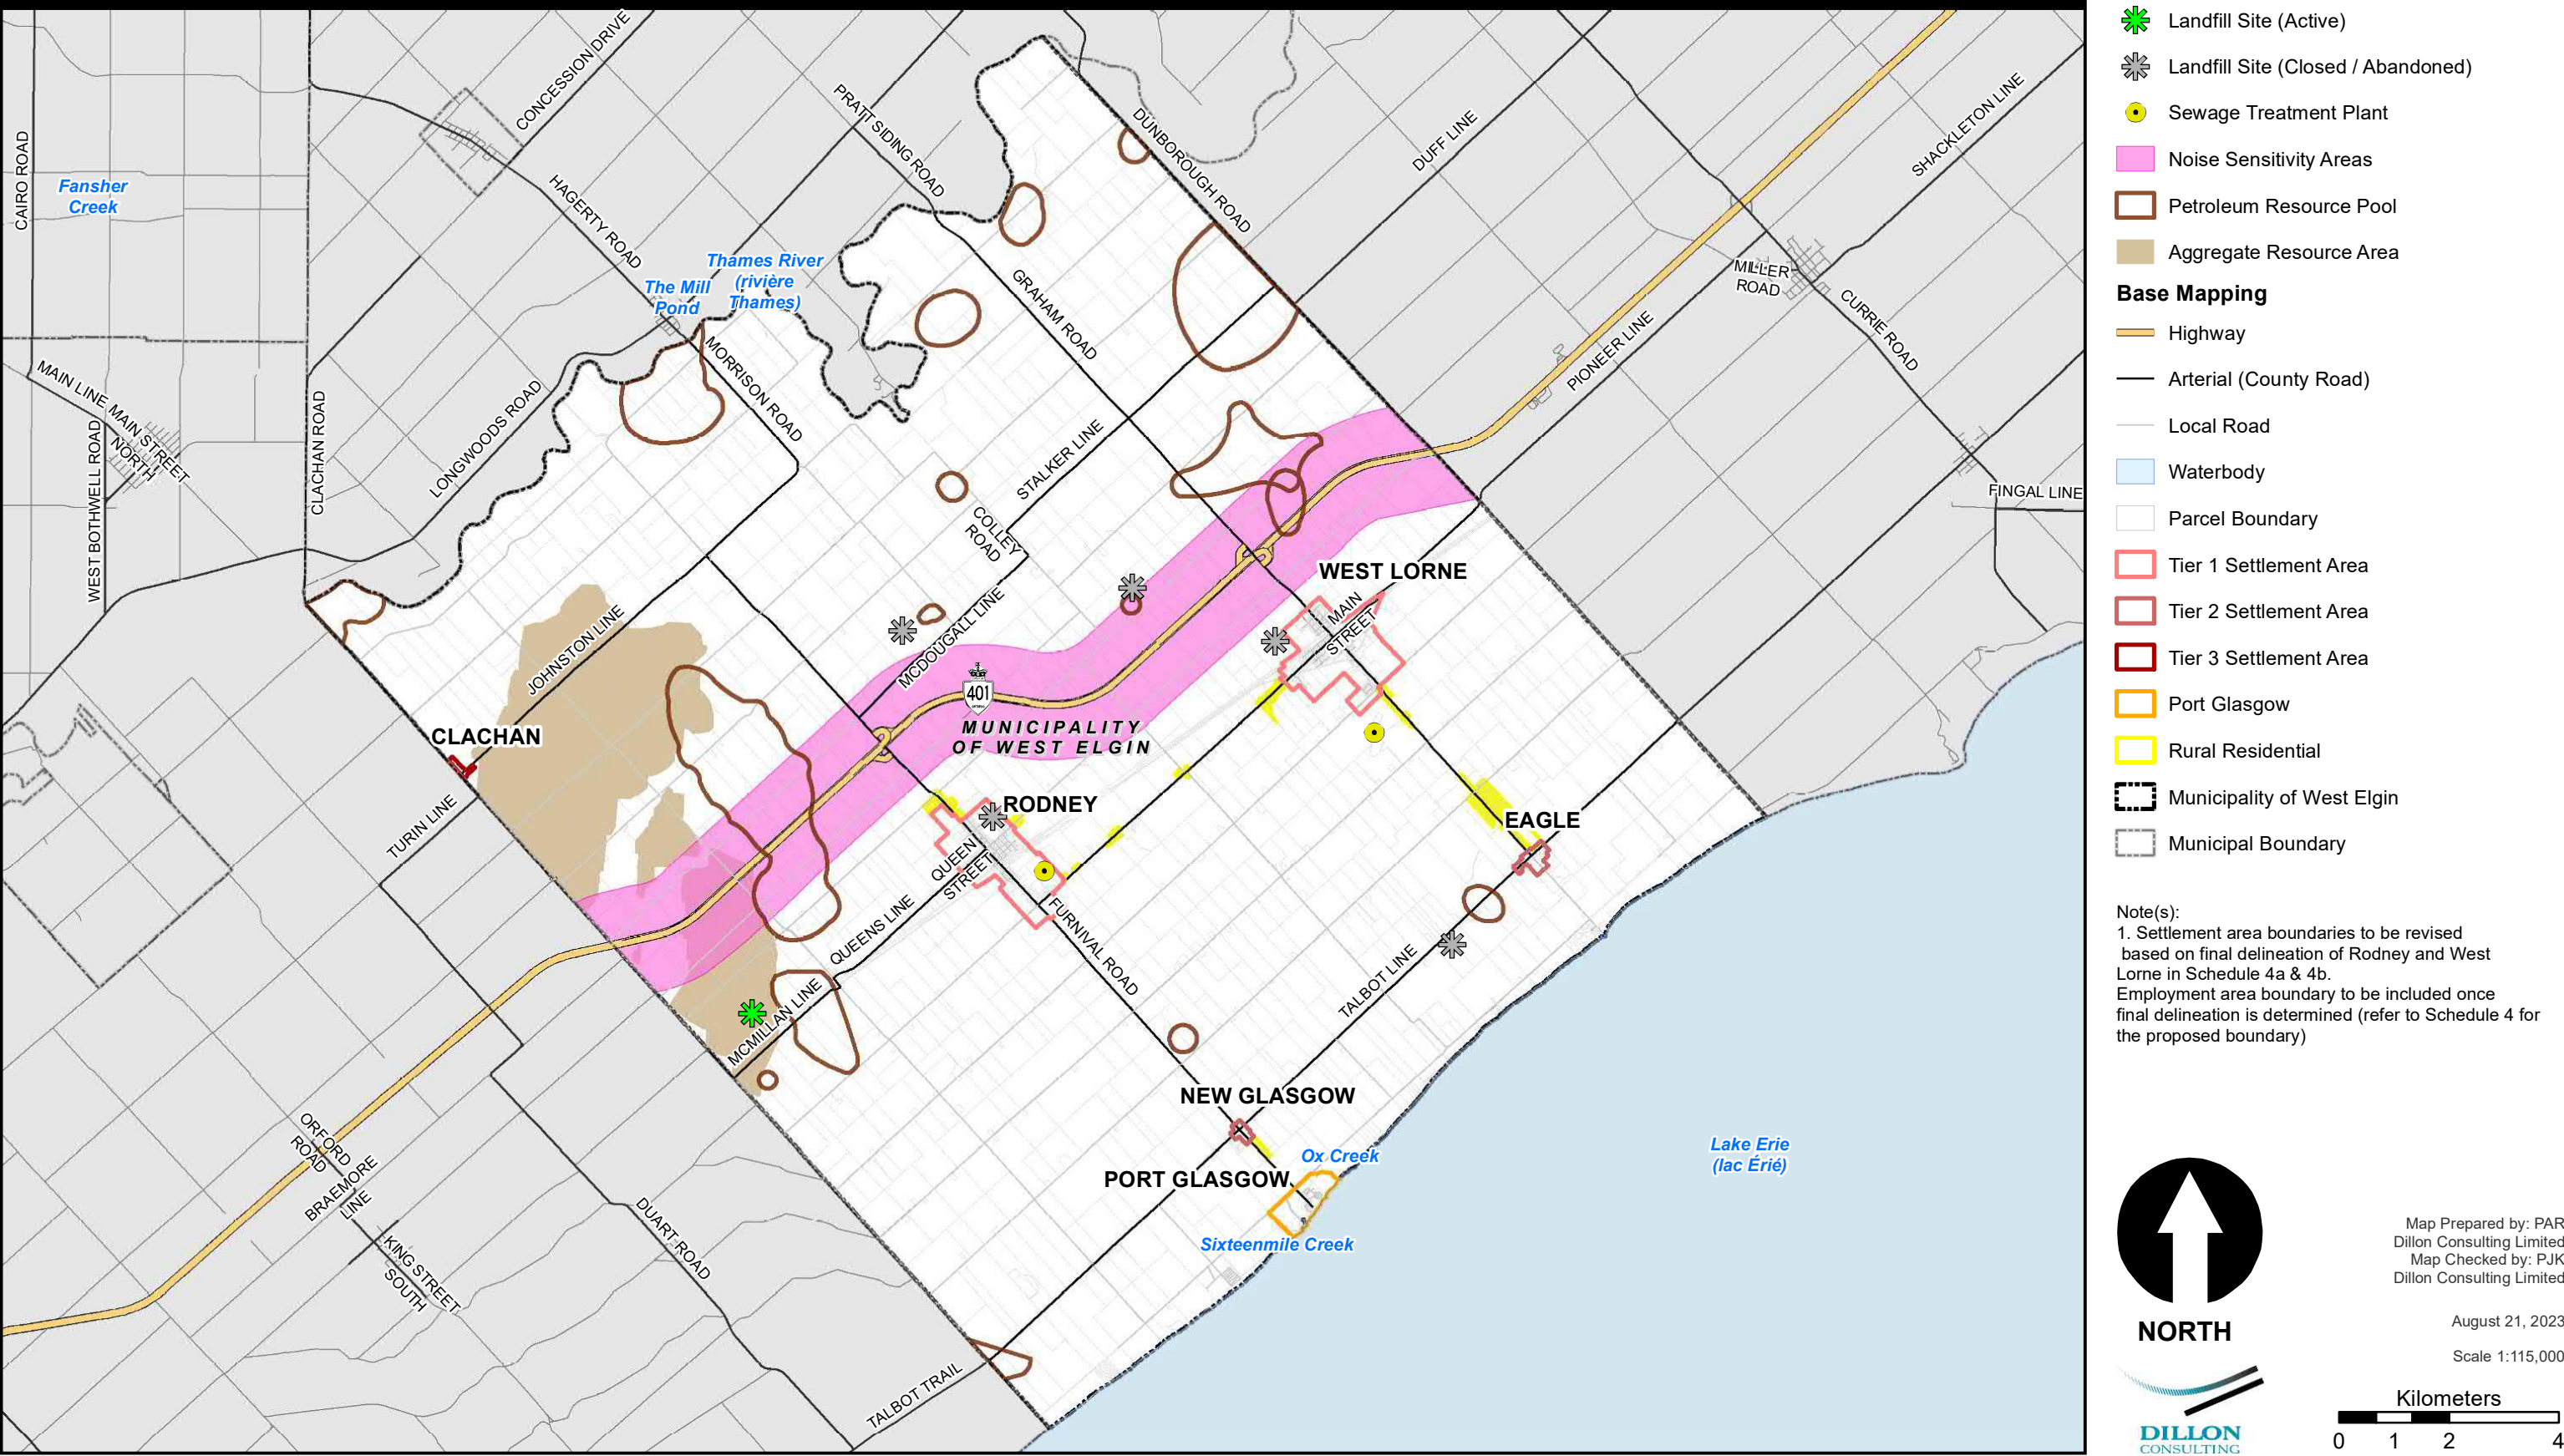 CONCESSION DRIVE
CAIRO ROAD
Fansher
Creek
PRATT SIDING ROAD
DUNBOROUGH ROAD
DUFF LINE
SHACKLETON LINE
HAGERTY ROAD
The Mill
Pond
Thames River
(rivière
Thames)
GRAHAM ROAD
MILLER
ROAD
CURRIE ROAD
PIONEER LINE
MORRISON ROAD
MAIN LINE MAIN STREET
NORTH
WEST BOTHWELL ROAD
CLACHAN ROAD
LONGWOODS ROAD
STALKER LINE
COLLEY
ROAD
FINGAL LINE
WEST LORNE
MAIN
STREET
JOHNSTON LINE
MCDOUGALL LINE
401
MUNICIPALITY
OF WEST ELGIN
CLACHAN
TURIN LINE
RODNEY
QUEEN
STREET
EAGLE
QUEENS LINE
FURNIVAL ROAD
TALBOT LINE
MCMILLAN LINE
NEW GLASGOW
Ox Creek
PORT GLASGOW
Sixteenmile Creek
Lake Erie
(lac Érié)
ORFORD
ROAD
BRAEMORE
LINE
KING STREET
SOUTH
DUART ROAD
TALBOT TRAIL
Landfill Site (Active)
Landfill Site (Closed / Abandoned)
Sewage Treatment Plant
Noise Sensitivity Areas
Petroleum Resource Pool
Aggregate Resource Area
Base Mapping
Highway
Arterial (County Road)
Local Road
Waterbody
Parcel Boundary
Tier 1 Settlement Area
Tier 2 Settlement Area
Tier 3 Settlement Area
Port Glasgow
Rural Residential
Municipality of West Elgin
Municipal Boundary
Note(s):
1. Settlement area boundaries to be revised
based on final delineation of Rodney and West
Lorne in Schedule 4a & 4b.
Employment area boundary to be included once
final delineation is determined (refer to Schedule 4 for
the proposed boundary)
NORTH
Map Prepared by: PAR
Dillon Consulting Limited
Map Checked by: PJK
Dillon Consulting Limited
August 21, 2023
Scale 1:115,000
Kilometers
0 1 2 4
DILLON
CONSULTING